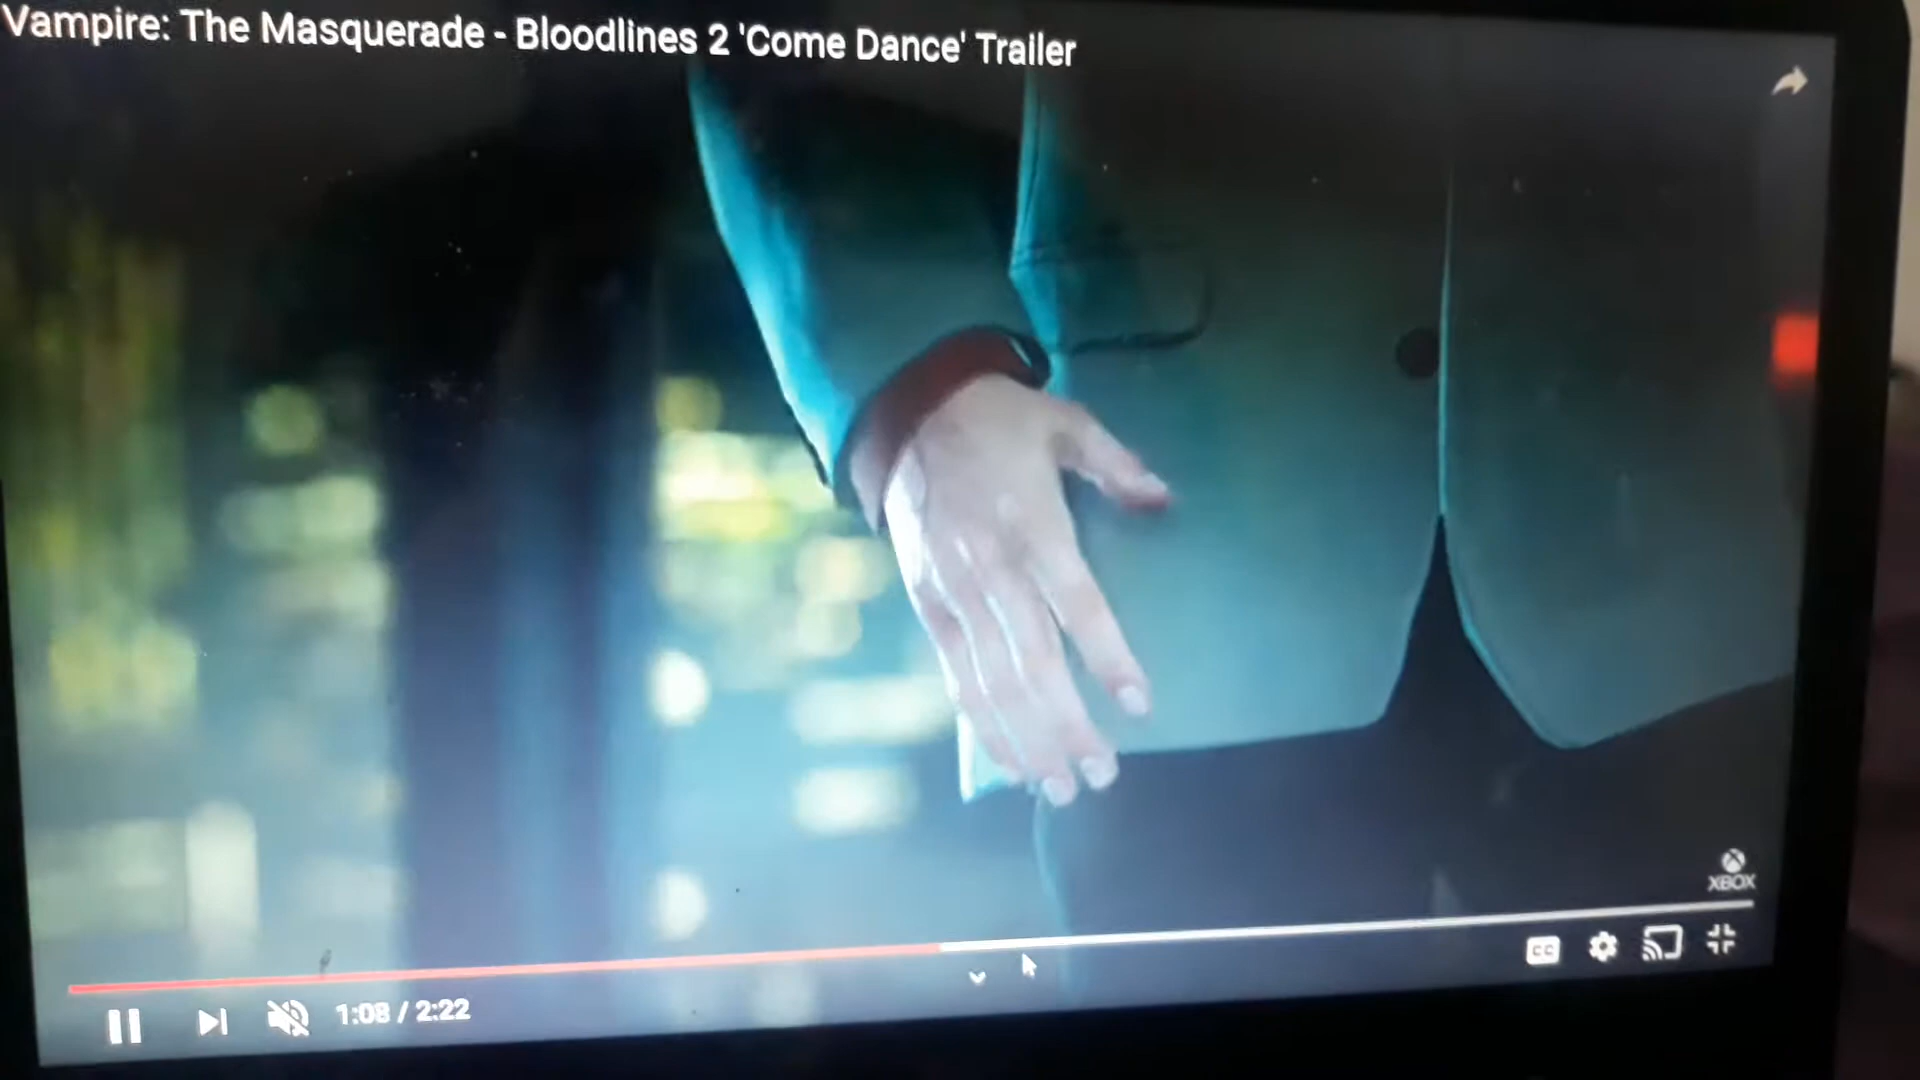 Vampire: The Masquerade - Bloodlines 2 'Come Dance' Trailer
XBOX
CC
1:08 / 2:22